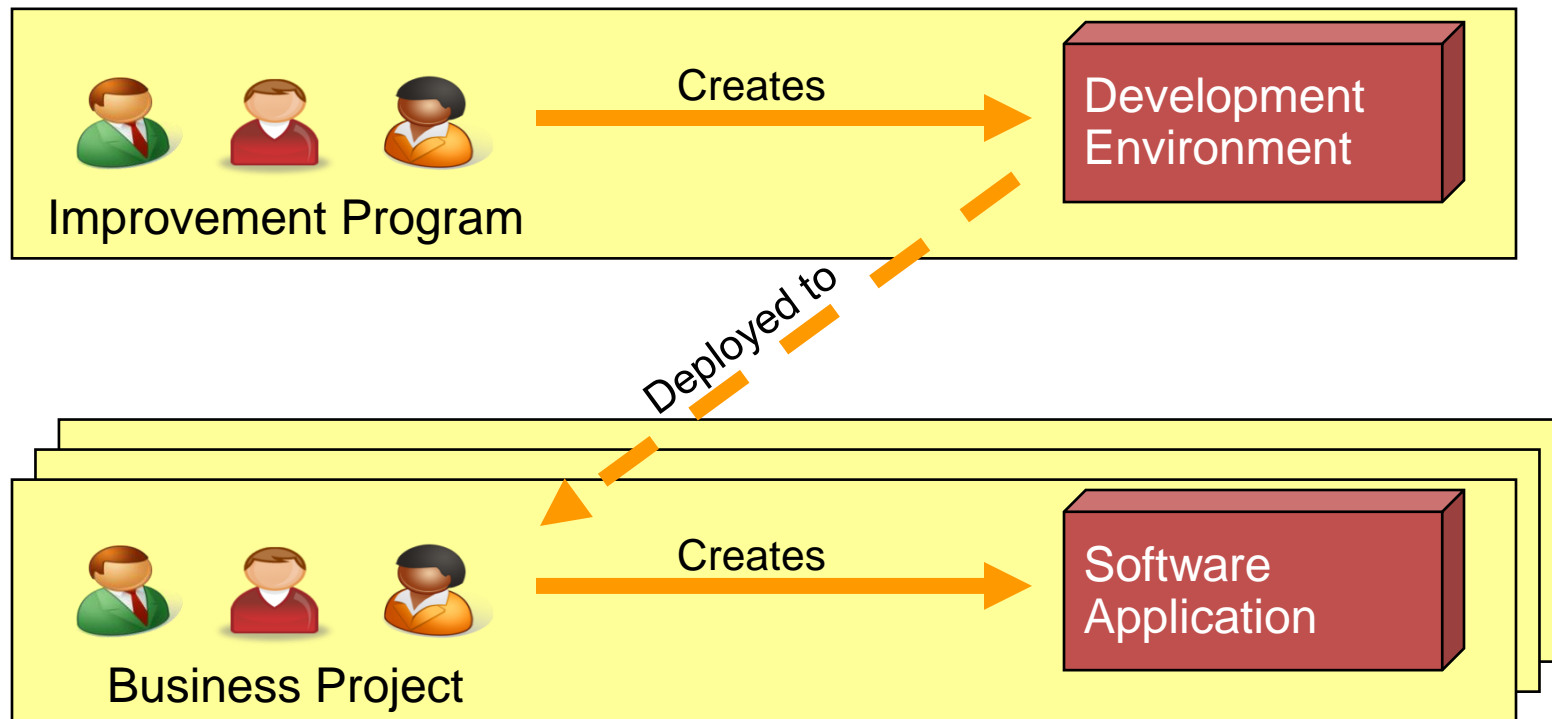 Creates
Development
Environment
Improvement Program
Deployed to
Creates
Software
Application
Business Project